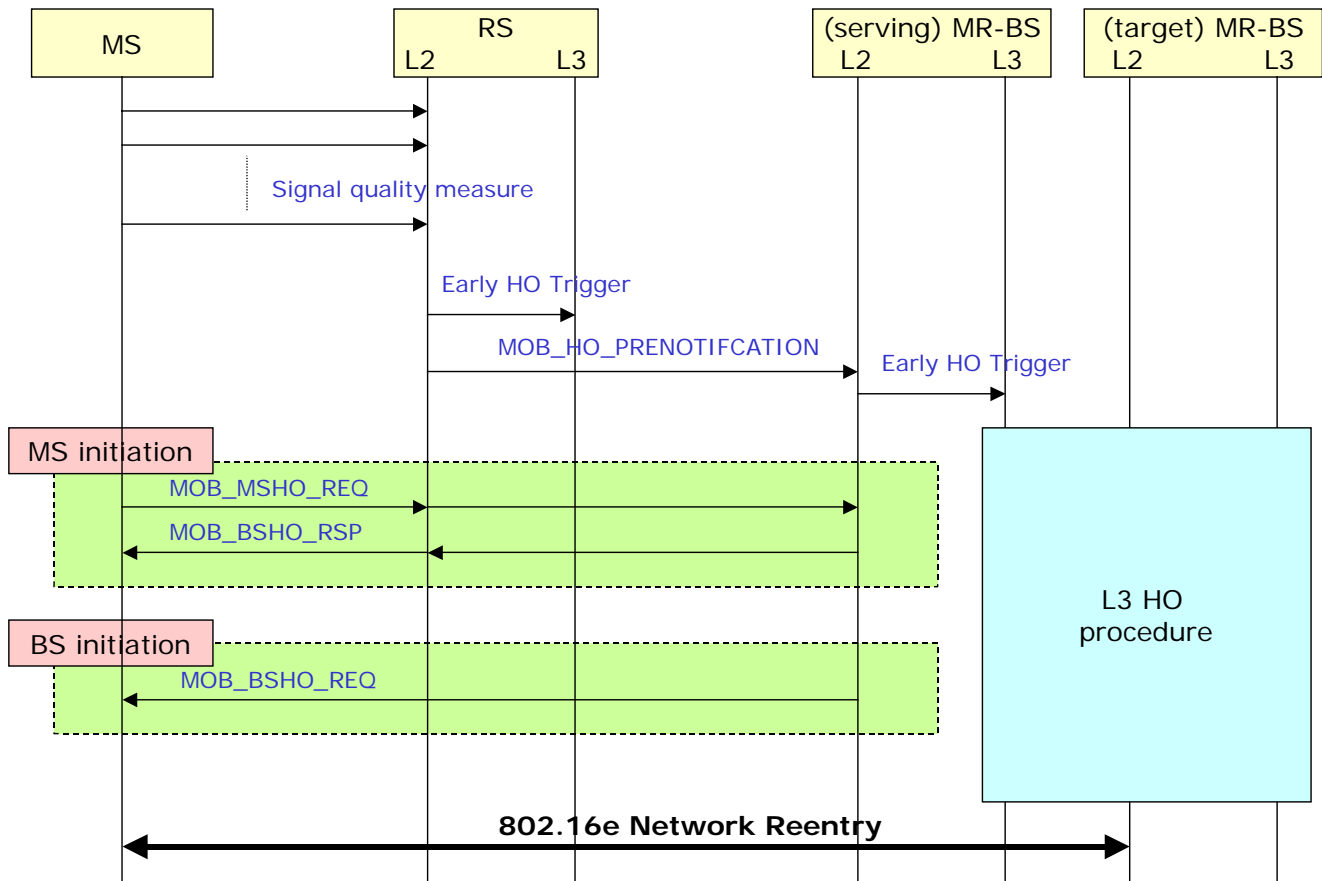 MS
RS
L2 L3
(serving) MR-BS
L2 L3
(target) MR-BS
L2 L3
Signal quality measure
Early HO Trigger
MOB_HO_PRENOTIFCATION
Early HO Trigger
MS initiation
MOB_MSHO_REQ
MOB_BSHO_RSP
L3 HO
procedure
BS initiation
MOB_BSHO_REQ
802.16e Network Reentry